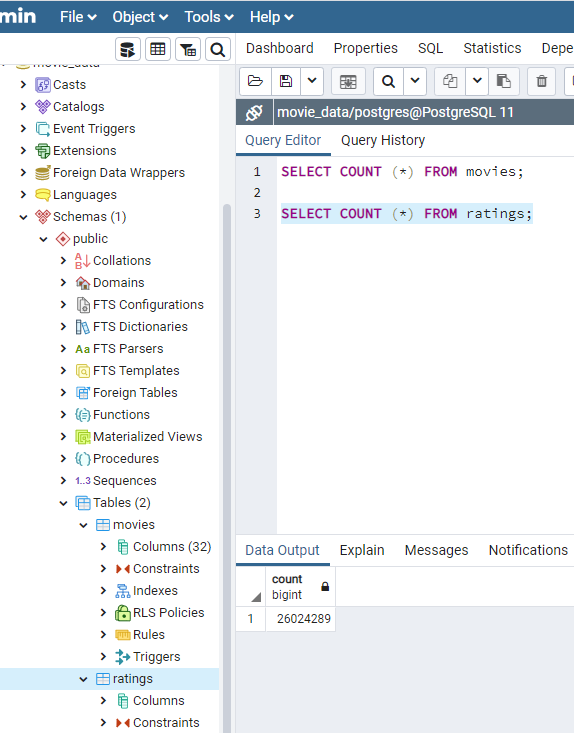 min File Object Tools Help
Dashboard Properties SQL Statistics Depe
movie_data
Casts
Catalogs
Event Triggers
Extensions
Foreign Data Wrappers
Languages
Schemas (1)
public
Collations
Domains
FTS Configurations
FTS Dictionaries
Aa FTS Parsers
FTS Templates
Foreign Tables
Functions
Materialized Views
Procedures
1..3 Sequences
Tables (2)
movies
Columns (32)
Constraints
Indexes
RLS Policies
Rules
Triggers
ratings
Columns
Constraints
movie_data/postgres@PostgreSQL 11
Query Editor Query History
1 SELECT COUNT (*) FROM movies;
2
3 SELECT COUNT (*) FROM ratings;
Data Output Explain Messages Notifications
count
bigint
1 26024289